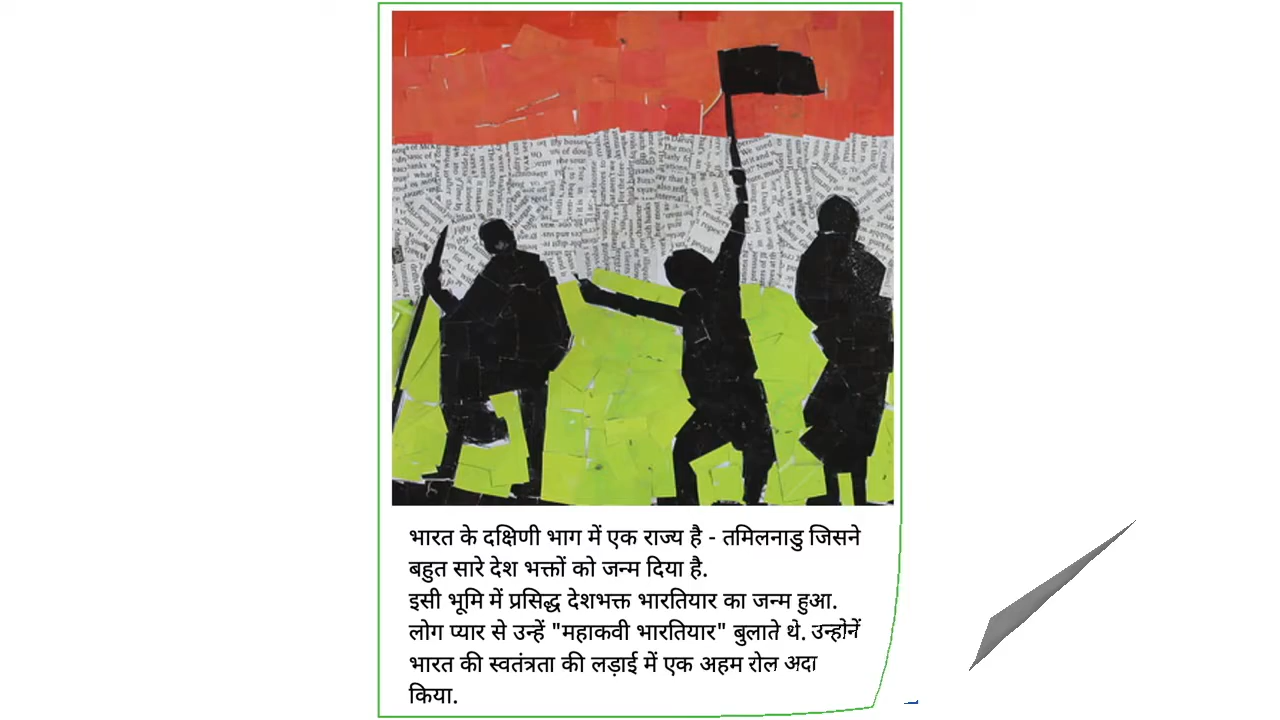 भारत के दक्षिणी भाग में एक राज्य है - तमिलनाडु जिसने
बहुत सारे देश भक्तों को जन्म दिया है.
इसी भूमि में प्रसिद्ध देशभक्त भारतियार का जन्म हुआ.
लोग प्यार से उन्हें "महाकवी भारतियार" बुलाते थे. उन्होनें
भारत की स्वतंत्रता की लड़ाई में एक अहम रोल अदा
किया.